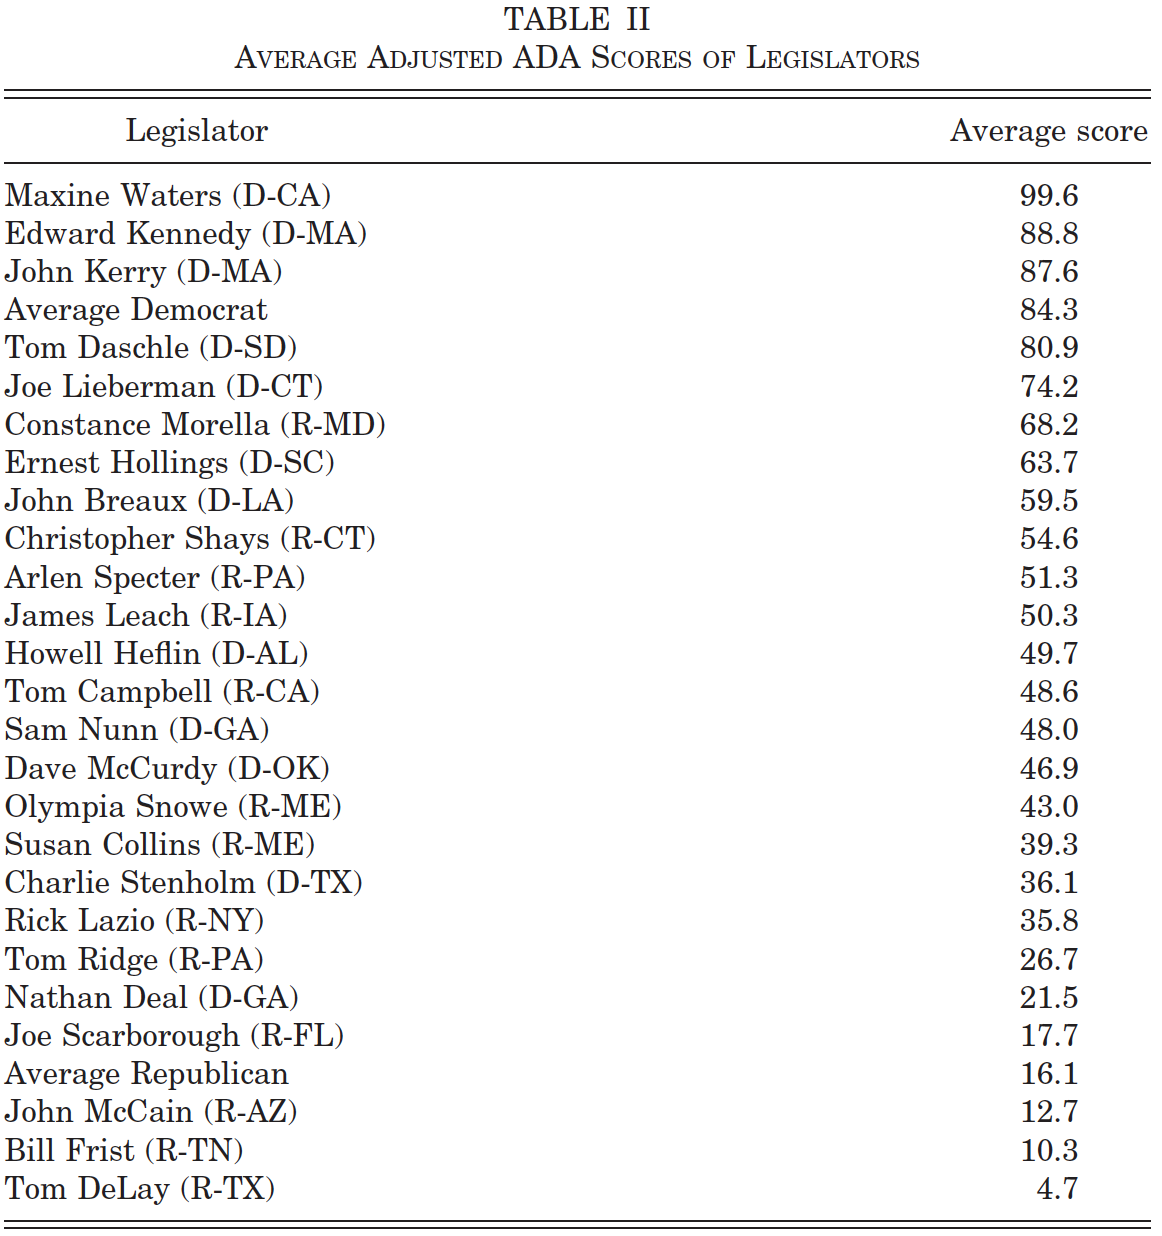 TABLE II
AVERAGE ADJUSTED ADA SCORES OF LEGISLATORS
Legislator Average score
Maxine Waters (D-CA) 99.6
Edward Kennedy (D-MA) 88.8
John Kerry (D-MA) 87.6
Average Democrat 84.3
Tom Daschle (D-SD) 80.9
Joe Lieberman (D-CT) 74.2
Constance Morella (R-MD) 68.2
Ernest Hollings (D-SC) 63.7
John Breaux (D-LA) 59.5
Christopher Shays (R-CT) 54.6
Arlen Specter (R-PA) 51.3
James Leach (R-IA) 50.3
Howell Heflin (D-AL) 49.7
Tom Campbell (R-CA) 48.6
Sam Nunn (D-GA) 48.0
Dave McCurdy (D-OK) 46.9
Olympia Snowe (R-ME) 43.0
Susan Collins (R-ME) 39.3
Charlie Stenholm (D-TX) 36.1
Rick Lazio (R-NY) 35.8
Tom Ridge (R-PA) 26.7
Nathan Deal (D-GA) 21.5
Joe Scarborough (R-FL) 17.7
Average Republican 16.1
John McCain (R-AZ) 12.7
Bill Frist (R-TN) 10.3
Tom DeLay (R-TX) 4.7